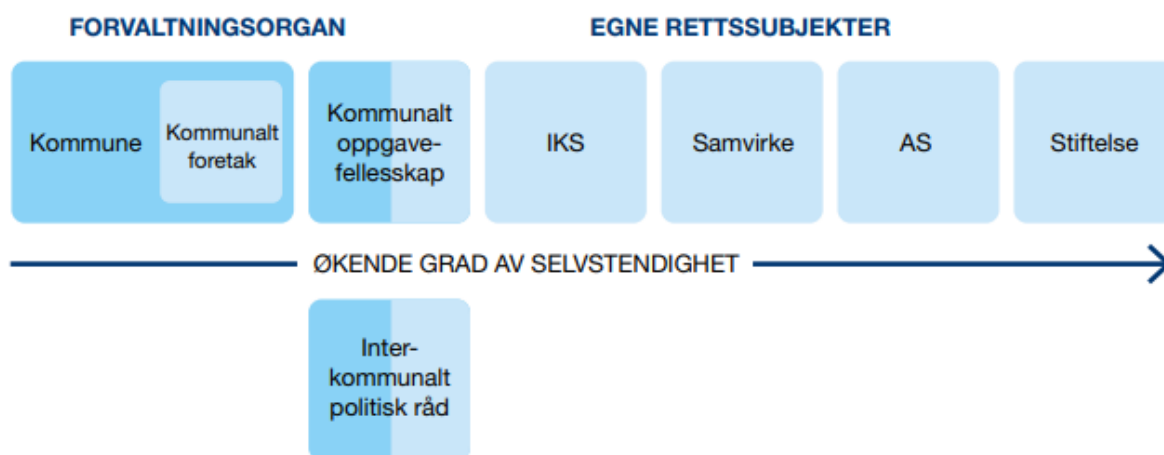 FORVALTNINGSORGAN
EGNE RETTSSUBJEKTER
Kommune
Kommunalt
foretak
Kommunalt
oppgave-
fellesskap
IKS
Samvirke
AS
Stiftelse
ØKENDE GRAD AV SELVSTENDIGHET
Inter-
kommunalt
politisk råd